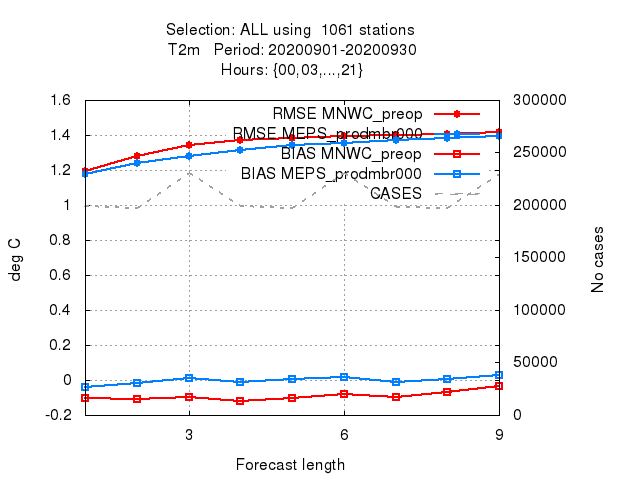 Selection: ALL using  1061 stations
T2m   Period: 20200901-20200930
Hours: {00,03,...,21}
1.6
1.4
1.2
1
0.8
0.6
0.4
0.2
0
-0.2
deg C
RMSE MNWC_preop
RMSE MEPS_prodmbr000
BIAS MNWC_preop
BIAS MEPS_prodmbr000
CASES
300000
250000
200000
150000
100000
50000
0
No cases
3 6 9
Forecast length